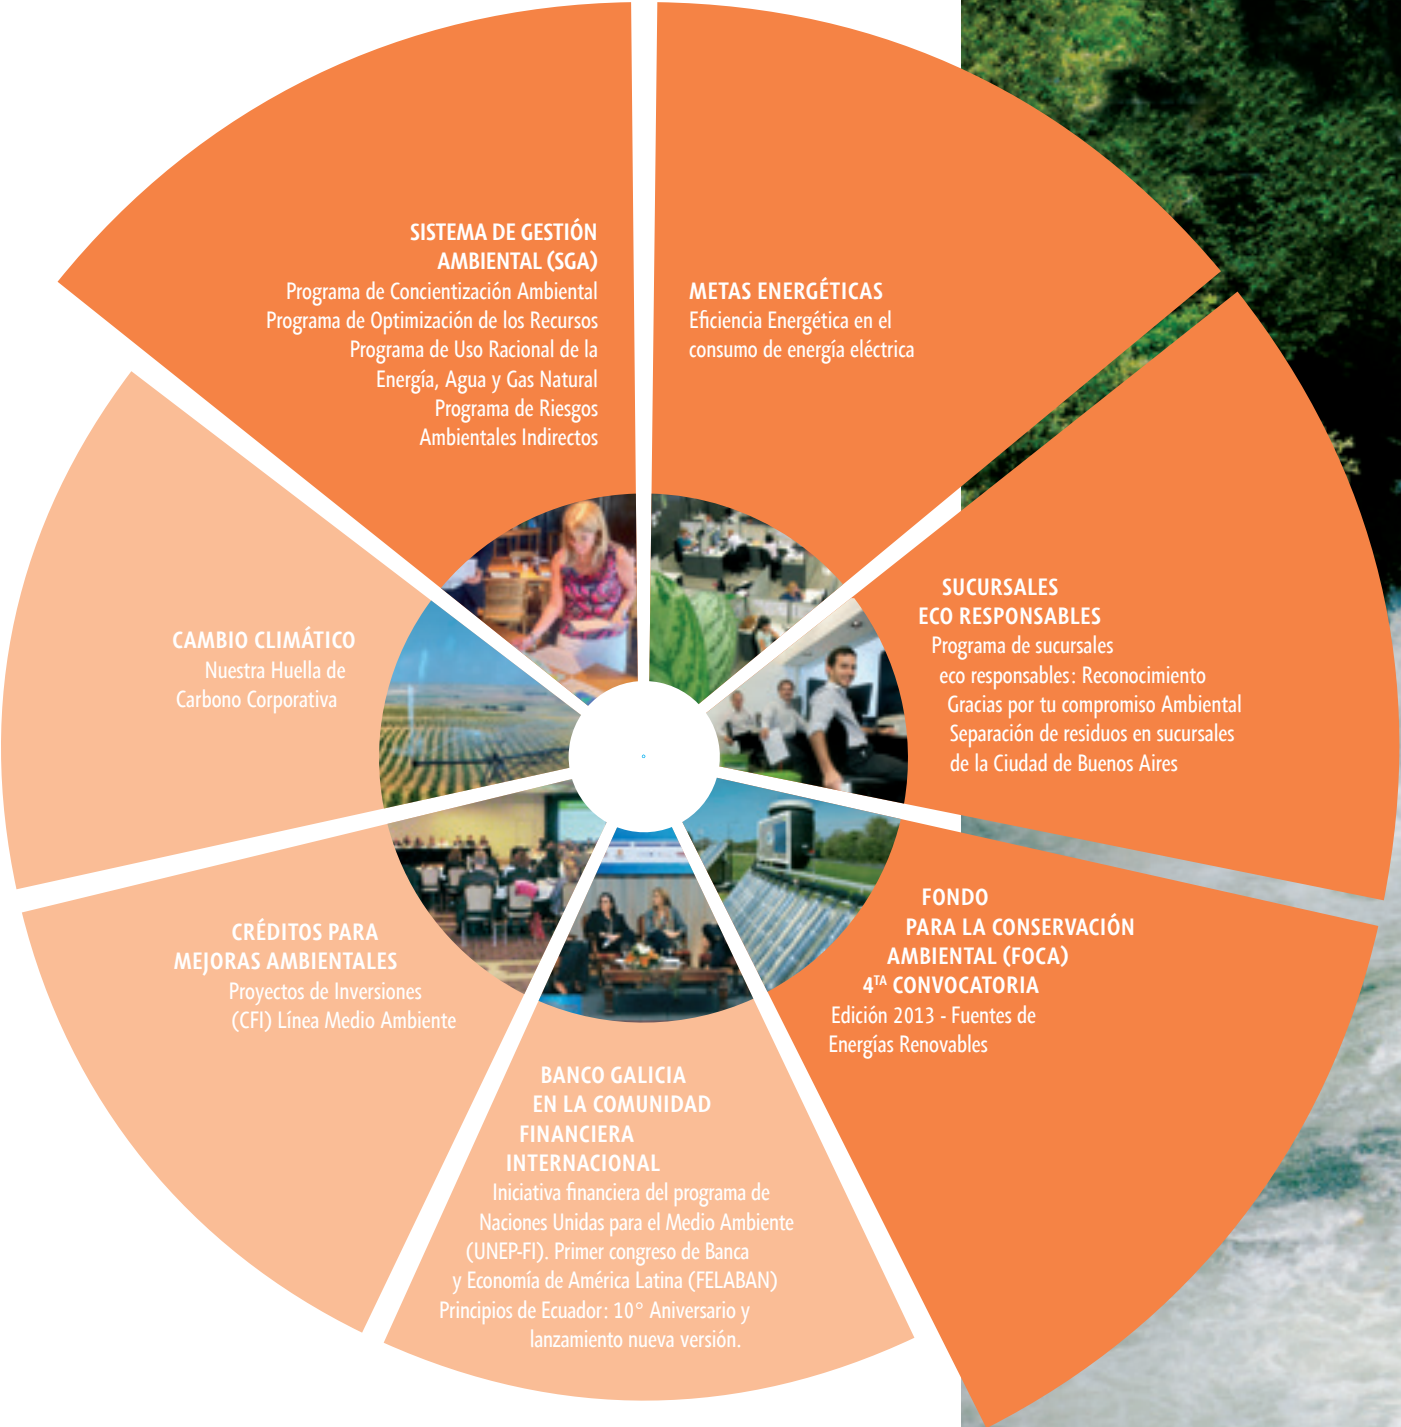 SISTEMA DE GESTIÓN
AMBIENTAL (SGA)
Programa de Concientización Ambiental
Programa de Optimización de los Recursos
Programa de Uso Racional de la
Energía, Agua y Gas Natural
Programa de Riesgos
Ambientales Indirectos
METAS ENERGÉTICAS
Eficiencia Energética en el
consumo de energía eléctrica
SUCURSALES
ECO RESPONSABLES
Programa de sucursales
eco responsables: Reconocimiento
Gracias por tu compromiso Ambiental
Separación de residuos en sucursales
de la Ciudad de Buenos Aires
FONDO
PARA LA CONSERVACIÓN
AMBIENTAL (FOCA)
4TA CONVOCATORIA
Edición 2013 - Fuentes de
Energías Renovables
BANCO GALICIA
EN LA COMUNIDAD
FINANCIERA
INTERNACIONAL
Iniciativa financiera del programa de
Naciones Unidas para el Medio Ambiente
(UNEP-FI). Primer congreso de Banca
y Economía de América Latina (FELABAN)
Principios de Ecuador: 10° Aniversario y
lanzamiento nueva versión.
CRÉDITOS PARA
MEJORAS AMBIENTALES
Proyectos de Inversiones
(CFI) Línea Medio Ambiente
CAMBIO CLIMÁTICO
Nuestra Huella de
Carbono Corporativa